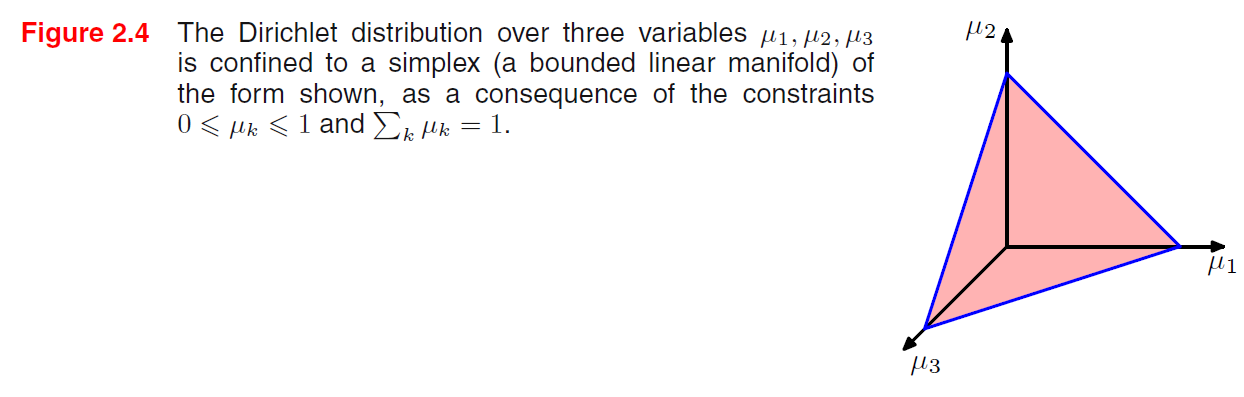 Figure 2.4 The Dirichlet distribution over three variables μ₁, μ₂, μ₃
is confined to a simplex (a bounded linear manifold) of
the form shown, as a consequence of the constraints
0 ⩽ μₖ ⩽ 1 and ∑ₖ μₖ = 1.
μ₂
μ₁
μ₃